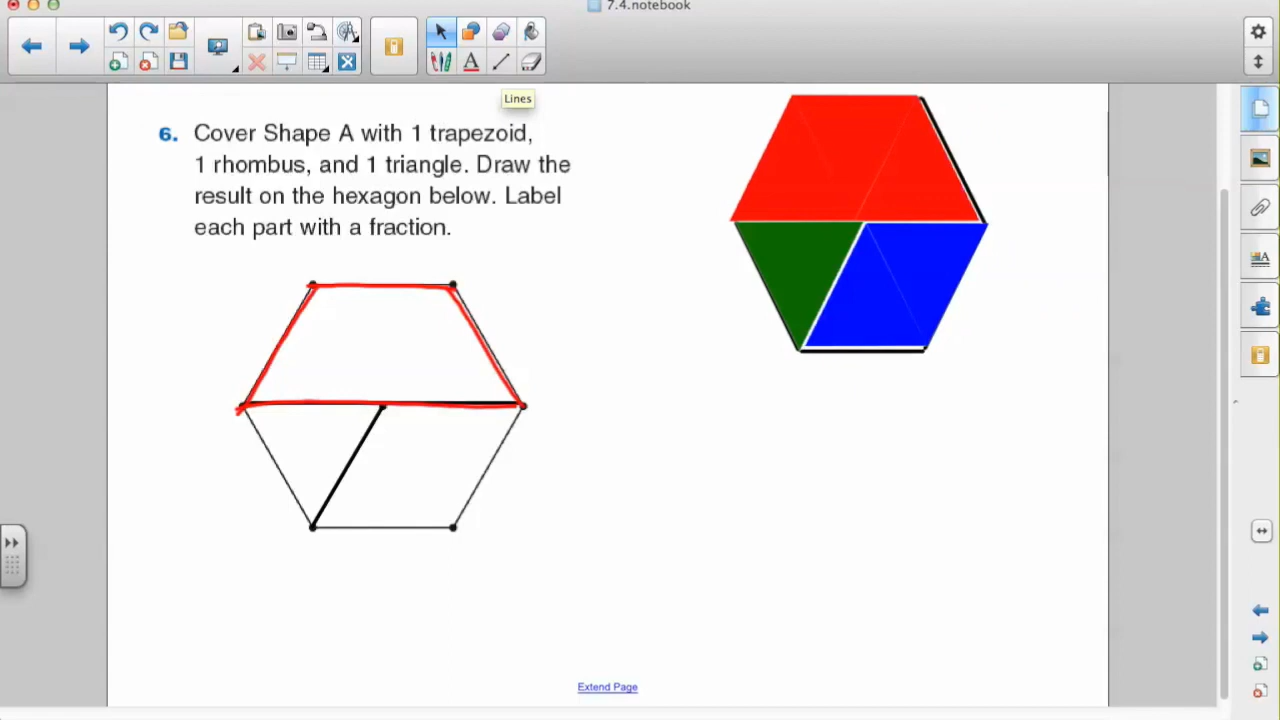 7.4.notebook
Lines
6. Cover Shape A with 1 trapezoid,
1 rhombus, and 1 triangle. Draw the
result on the hexagon below. Label
each part with a fraction.
Extend Page